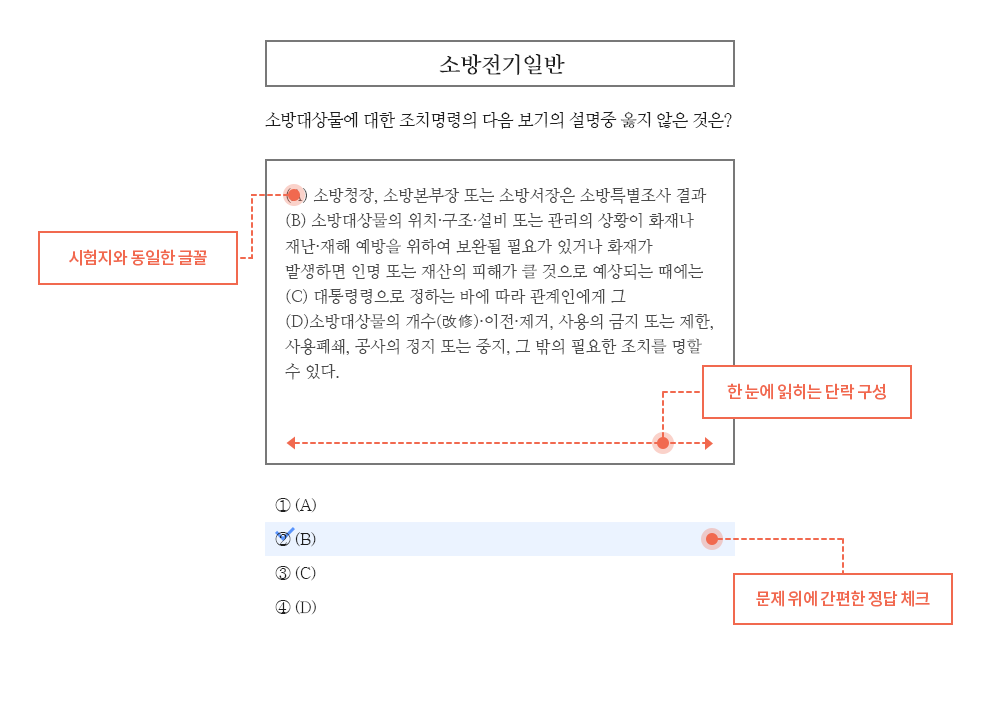 소방전기일반
소방대상물에 대한 조치명령의 다음 보기의 설명중 옳지 않은 것은?
(A) 소방청장, 소방본부장 또는 소방서장은 소방특별조사 결과
(B) 소방대상물의 위치·구조·설비 또는 관리의 상황이 화재나
재난·재해 예방을 위하여 보완될 필요가 있거나 화재가
발생하면 인명 또는 재산의 피해가 클 것으로 예상되는 때에는
(C) 대통령령으로 정하는 바에 따라 관계인에게 그
(D)소방대상물의 개수(改修)·이전·제거, 사용의 금지 또는 제한,
사용폐쇄, 공사의 정지 또는 중지, 그 밖의 필요한 조치를 명할
수 있다.
시험지와 동일한 글꼴
한 눈에 읽히는 단락 구성
① (A)
② (B)
③ (C)
④ (D)
문제 위에 간편한 정답 체크